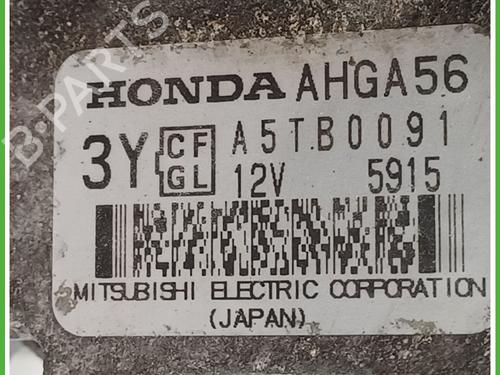 HONDA AHGA56
3Y CF GL A5TB0091
12V 5915
MITSUBISHI ELECTRIC CORPORATION
(JAPAN)
B-PARTS